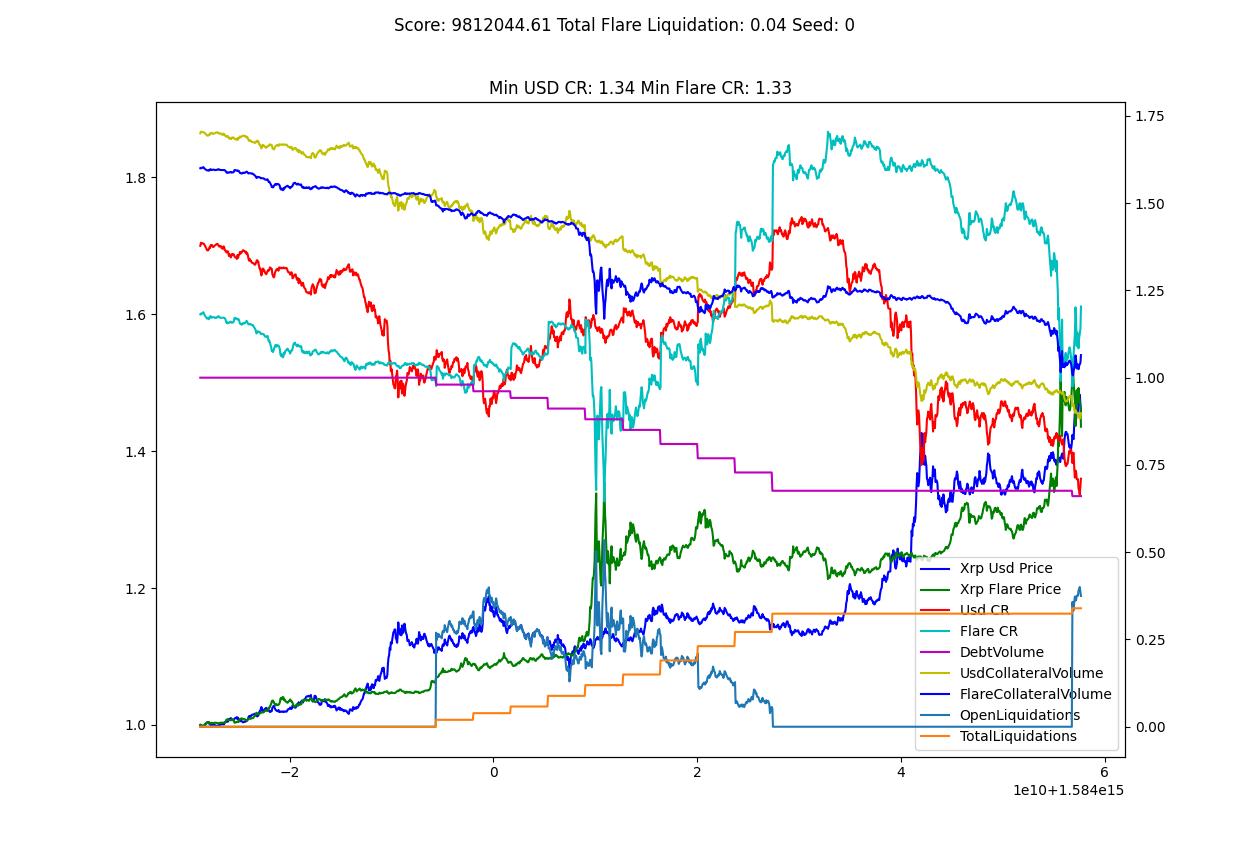 Score: 9812044.61 Total Flare Liquidation: 0.04 Seed: 0
Min USD CR: 1.34 Min Flare CR: 1.33
1.8
1.6
1.4
1.2
1.0
1.75
1.50
1.25
1.00
0.75
0.50
0.25
0.00
Xrp Usd Price
Xrp Flare Price
Usd CR
Flare CR
DebtVolume
UsdCollateralVolume
FlareCollateralVolume
OpenLiquidations
TotalLiquidations
−2 0 2 4 6
1e10+1.584e15